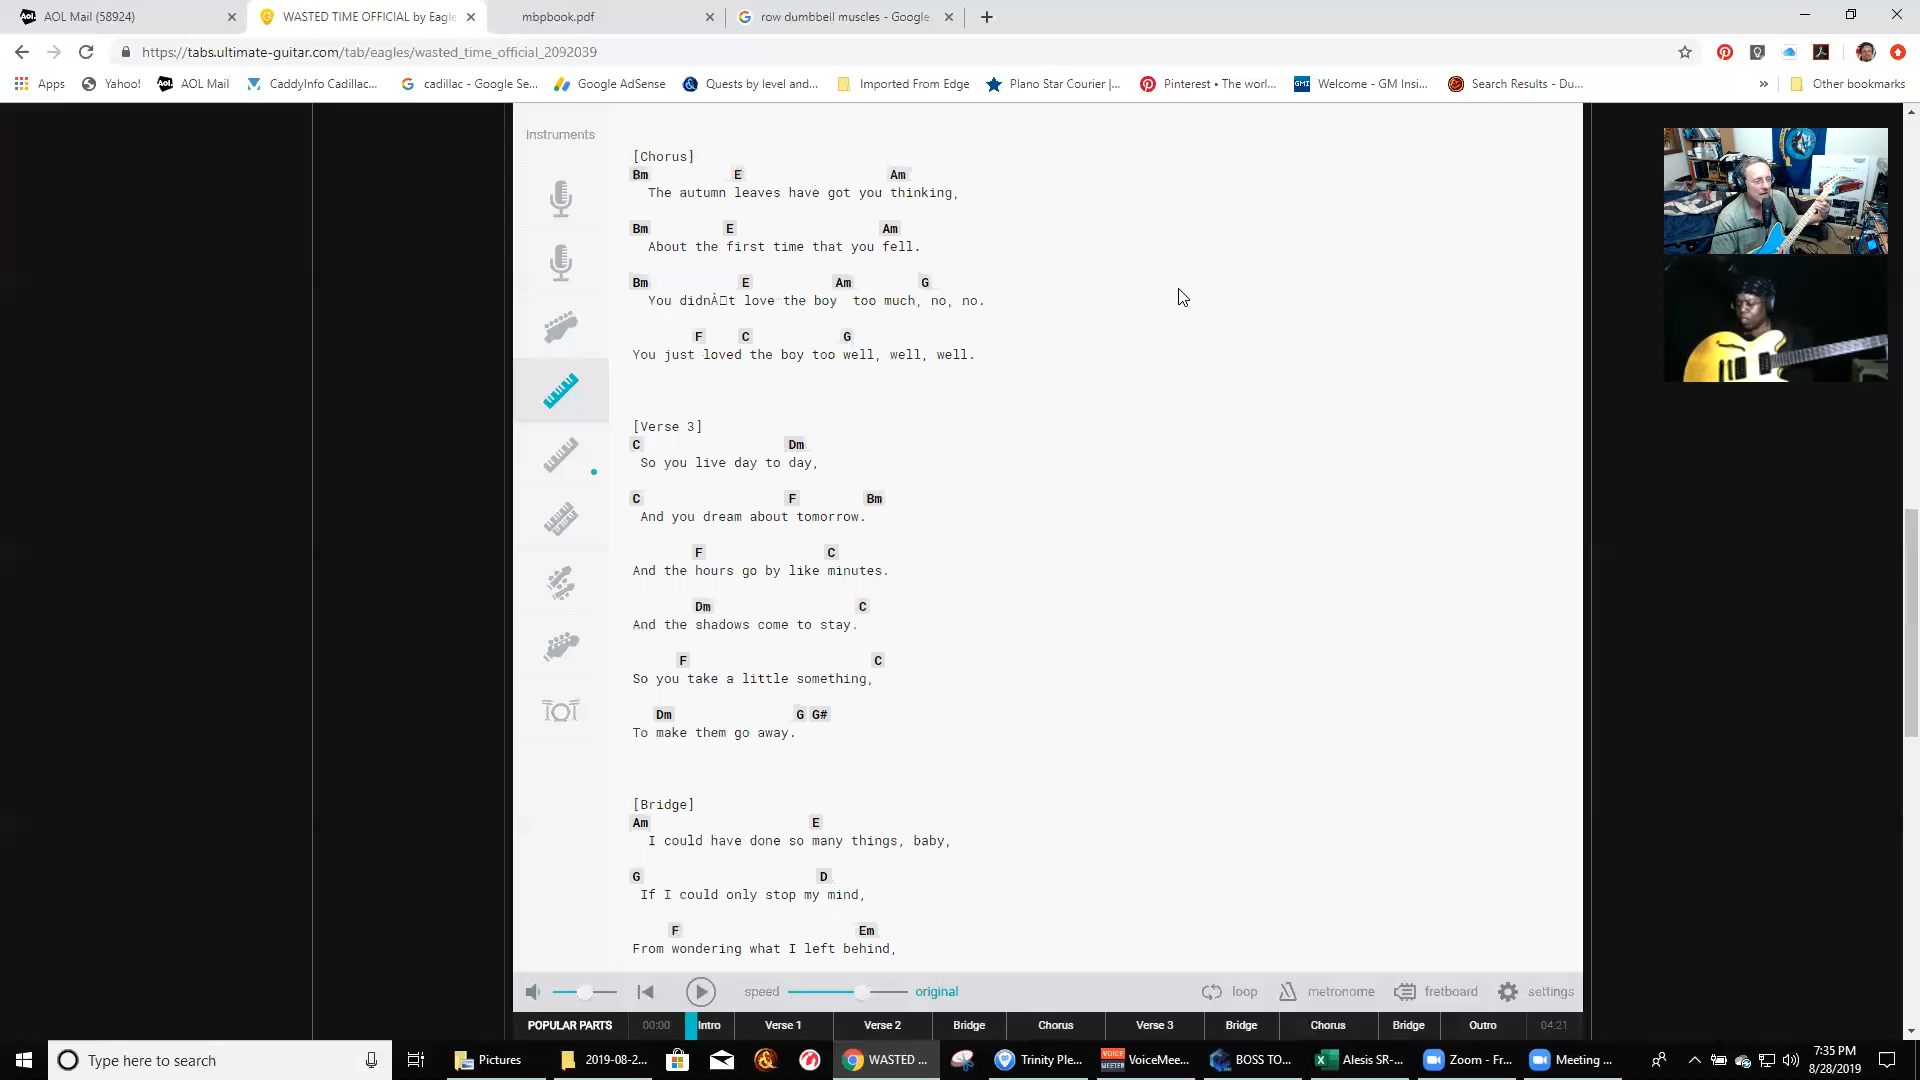 AOL Mail (58924)
WASTED TIME OFFICIAL by Eagle
mbpbook.pdf
row dumbbell muscles - Google
https://tabs.ultimate-guitar.com/tab/eagles/wasted_time_official_2092039
Apps
Yahoo!
AOL Mail
CaddyInfo Cadillac...
cadillac - Google Se...
Google AdSense
Quests by level and...
Imported From Edge
Plano Star Courier |...
Pinterest • The worl...
Welcome - GM Insi...
Search Results - Du...
»
Other bookmarks
Instruments
[Chorus]
Bm E Am
The autumn leaves have got you thinking,
Bm E Am
About the first time that you fell.
Bm E Am G
You didnÂ□t love the boy  too much, no, no.
F C G
You just loved the boy too well, well, well.
[Verse 3]
C Dm
So you live day to day,
C F Bm
And you dream about tomorrow.
F C
And the hours go by like minutes.
Dm C
And the shadows come to stay.
F C
So you take a little something,
Dm G G#
To make them go away.
[Bridge]
Am E
I could have done so many things, baby,
G D
If I could only stop my mind,
F Em
From wondering what I left behind,
speed original loop metronome fretboard settings
POPULAR PARTS 00:00 Intro Verse 1 Verse 2 Bridge Chorus Verse 3 Bridge Chorus Bridge Outro 04:21
Type here to search
Pictures
2019-08-2...
WASTED ...
Trinity Ple...
VOICE MEETER
VoiceMee...
BOSS TO...
Alesis SR-...
Zoom - Fr...
Meeting ...
7:35 PM
8/28/2019